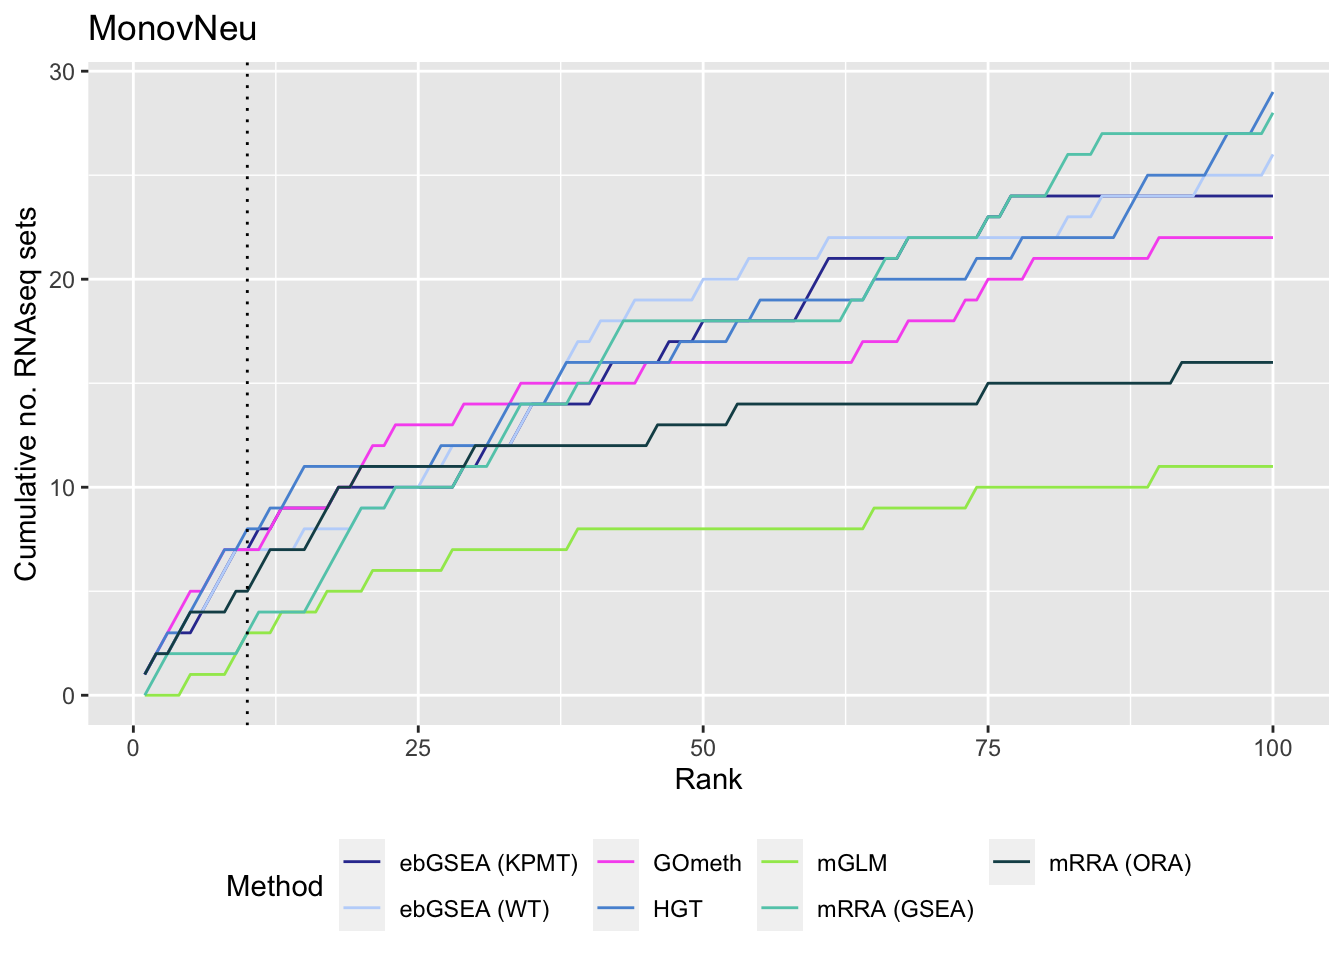 MonovNeu
30
20
10
0
Cumulative no. RNAseq sets
0 25 50 75 100
Rank
Method
ebGSEA (KPMT) GOmeth mGLM mRRA (ORA)
ebGSEA (WT) HGT mRRA (GSEA)